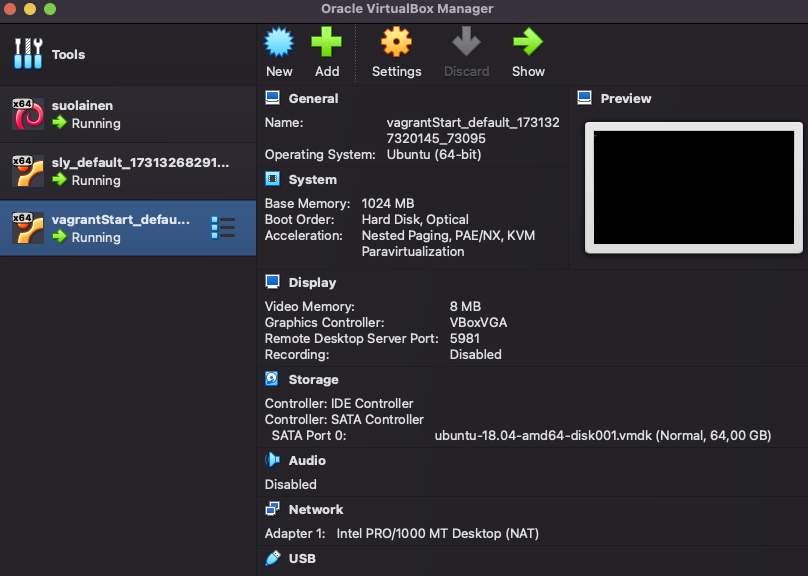 Oracle VirtualBox Manager
Tools
New
Add
Settings
Discard
Show
x64
suolainen
Running
x64
sly_default_17313268291...
Running
x64
vagrantStart_defau...
Running
General
Name: vagrantStart_default_173132
7320145_73095
Operating System: Ubuntu (64-bit)
Preview
System
Base Memory: 1024 MB
Boot Order: Hard Disk, Optical
Acceleration: Nested Paging, PAE/NX, KVM
Paravirtualization
Display
Video Memory: 8 MB
Graphics Controller: VBoxVGA
Remote Desktop Server Port: 5981
Recording: Disabled
Storage
Controller: IDE Controller
Controller: SATA Controller
SATA Port 0: ubuntu-18.04-amd64-disk001.vmdk (Normal, 64,00 GB)
Audio
Disabled
Network
Adapter 1: Intel PRO/1000 MT Desktop (NAT)
USB